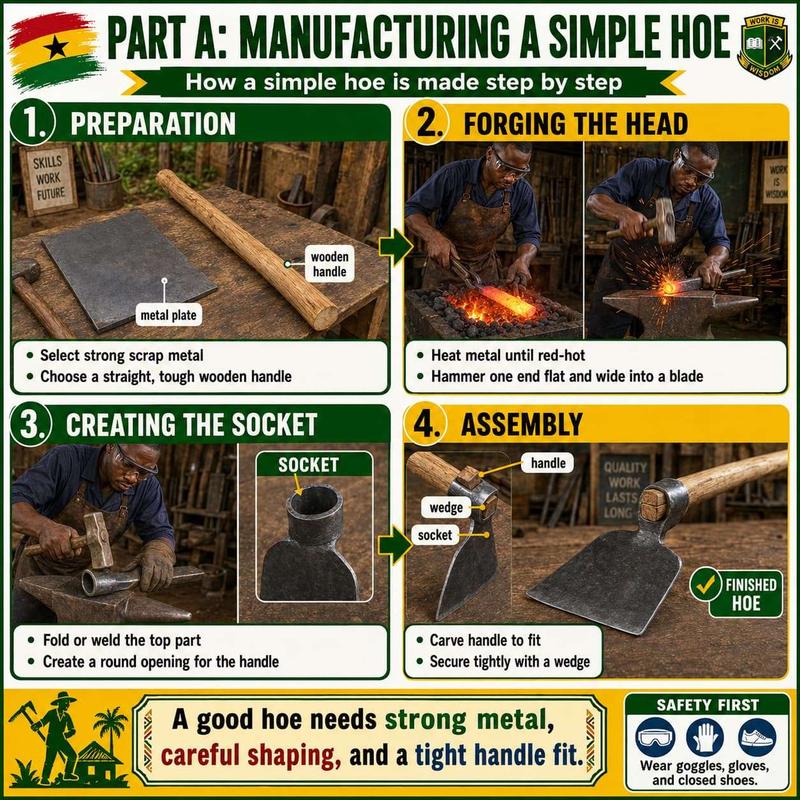 PART A: MANUFACTURING A SIMPLE HOE
WORK IS
WISDOM
How a simple hoe is made step by step
1. PREPARATION
SKILLS
WORK
FUTURE
wooden
handle
metal plate
• Select strong scrap metal
• Choose a straight, tough wooden handle
2. FORGING THE HEAD
WORK
IS
WISDOM
• Heat metal until red-hot
• Hammer one end flat and wide into a blade
3. CREATING THE SOCKET
SOCKET
• Fold or weld the top part
• Create a round opening for the handle
4. ASSEMBLY
handle
wedge
socket
QUALITY
WORK
LASTS
LONG
FINISHED
HOE
• Carve handle to fit
• Secure tightly with a wedge
A good hoe needs strong metal,
careful shaping, and a tight handle fit.
SAFETY FIRST
Wear goggles, gloves,
and closed shoes.